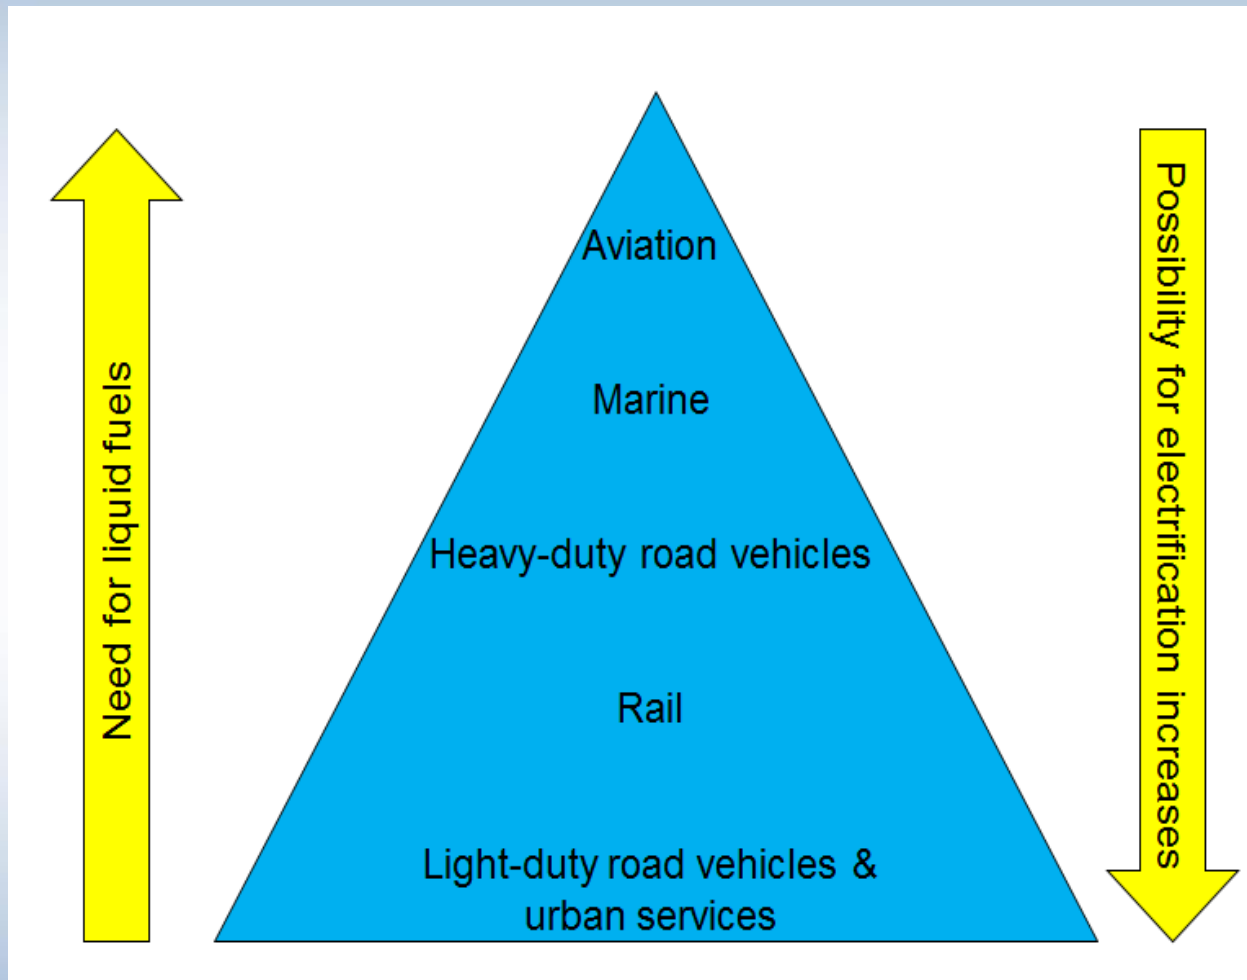 Need for liquid fuels
Aviation
Marine
Heavy-duty road vehicles
Rail
Light-duty road vehicles &
urban services
Possibility for electrification increases